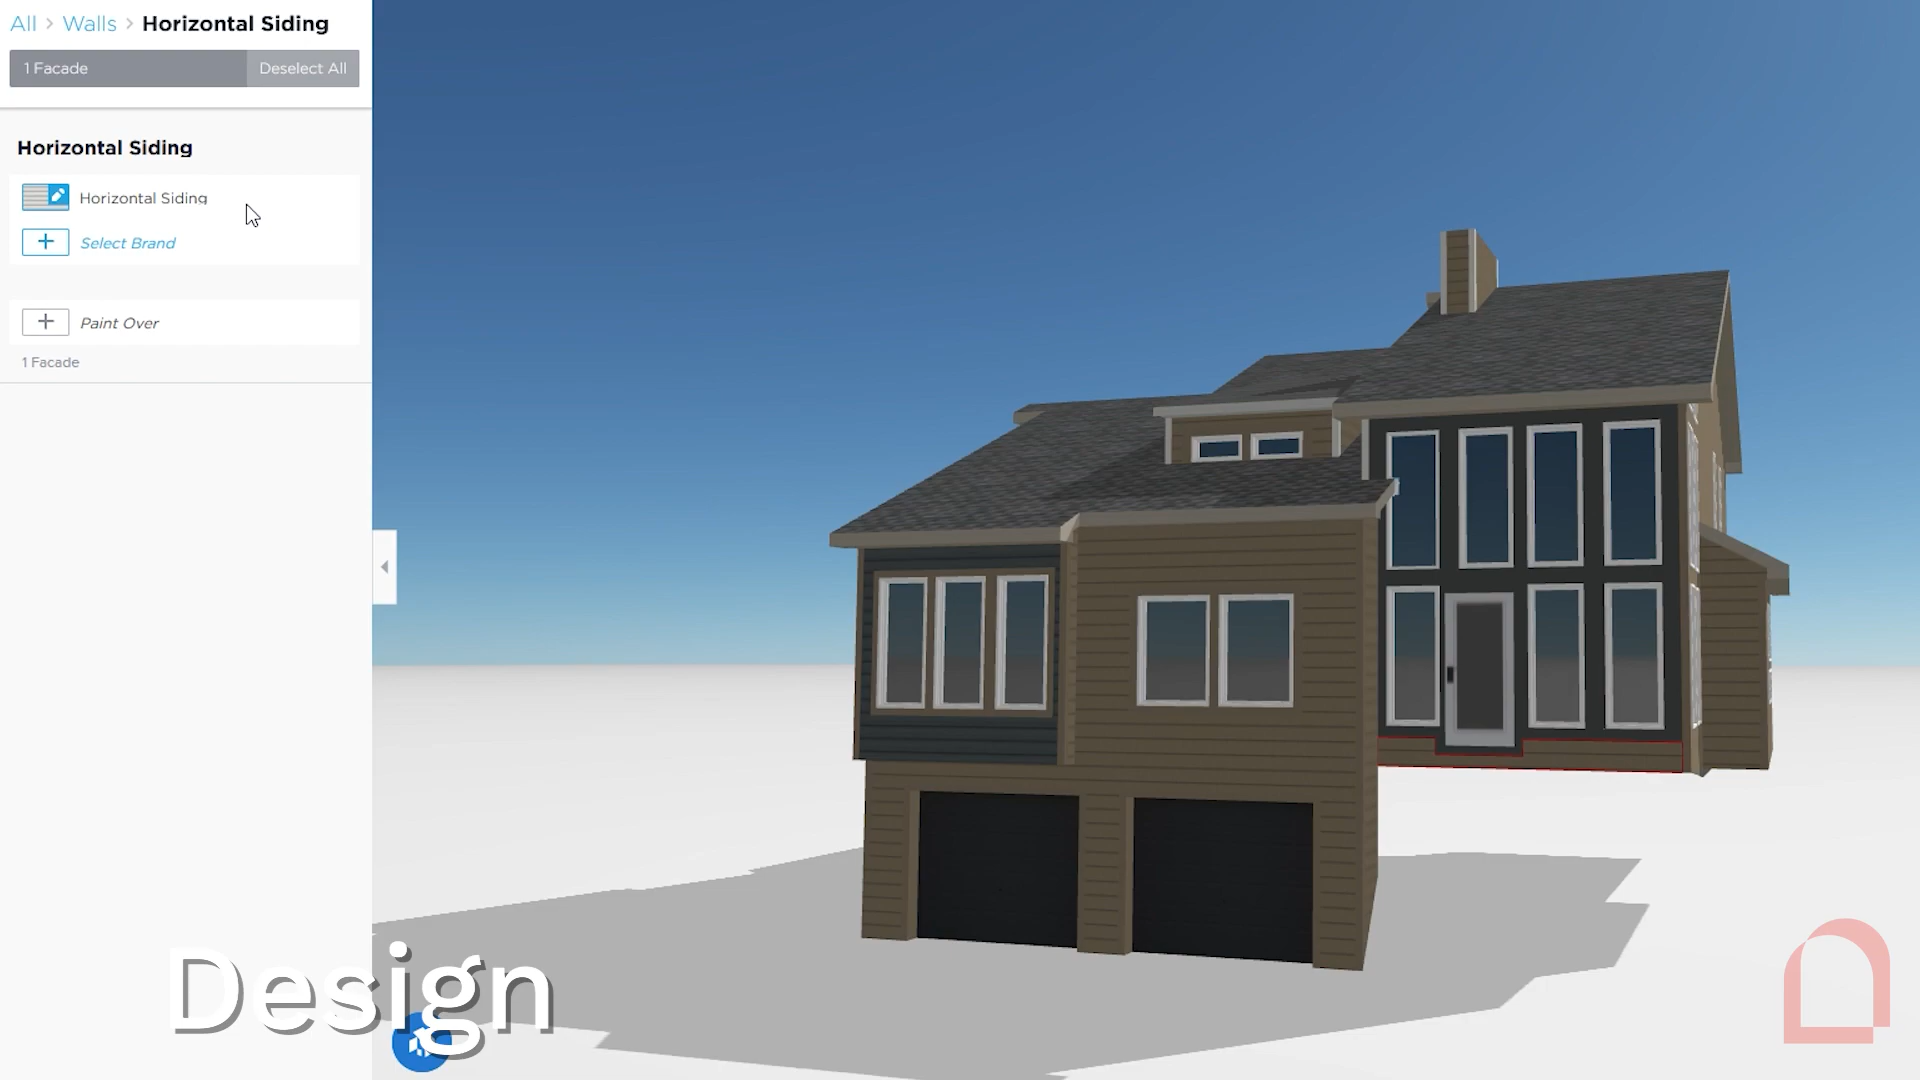 All > Walls > Horizontal Siding
1 Facade Deselect All
Horizontal Siding
Horizontal Siding
Select Brand
Paint Over
1 Facade
Design